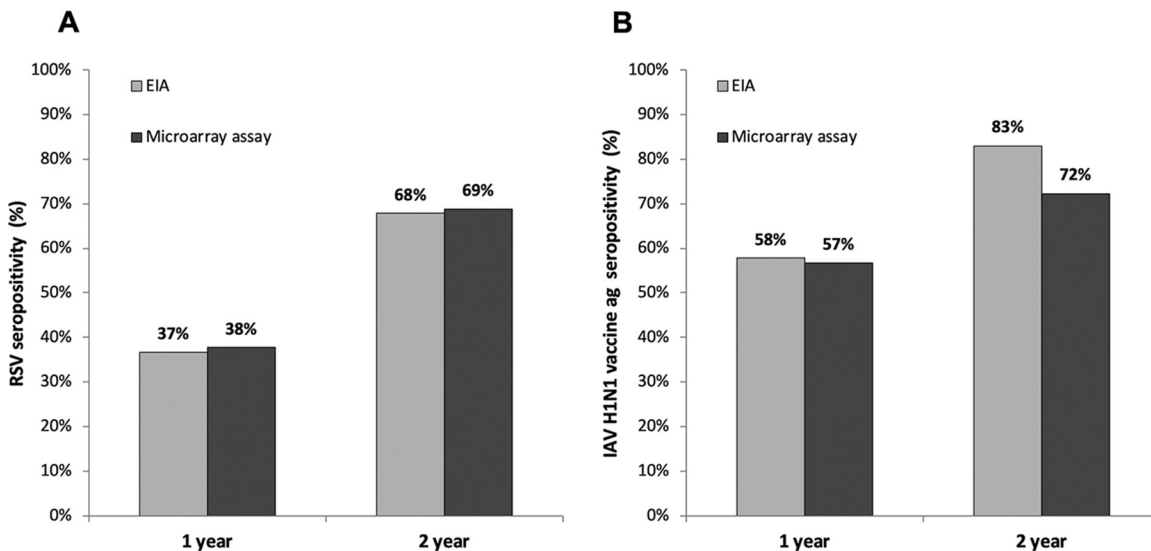 A
RSV seropositivity (%)
100%
90%
80%
70%
60%
50%
40%
30%
20%
10%
0%
EIA
Microarray assay
37%
38%
68%
69%
1 year
2 year
B
IAV H1N1 vaccine ag seropositivity (%)
100%
90%
80%
70%
60%
50%
40%
30%
20%
10%
0%
EIA
Microarray assay
58%
57%
83%
72%
1 year
2 year